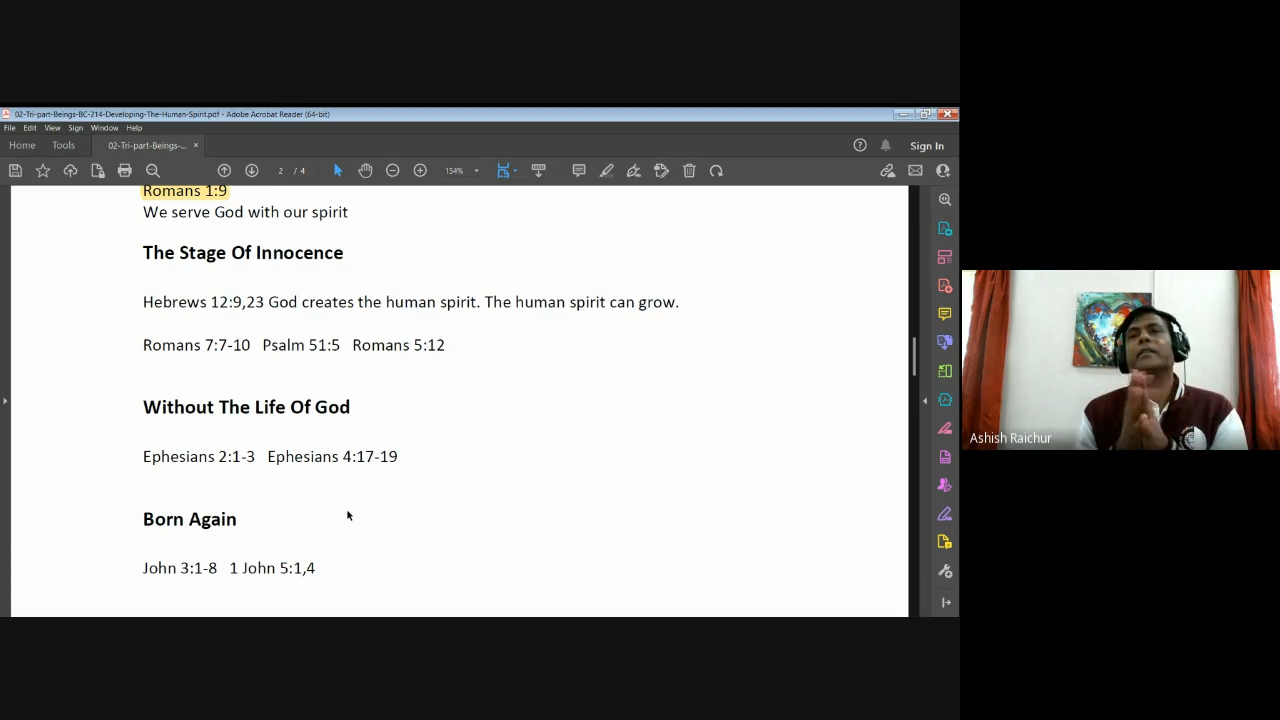 02-Tri-part-Beings-BC-214-Developing-The-Human-Spirit.pdf - Adobe Acrobat Reader (64-bit)
File Edit View Sign Window Help
Home Tools 02-Tri-part-Beings-... × Sign In
2 / 4 154%
Romans 1:9
We serve God with our spirit
The Stage Of Innocence
Hebrews 12:9,23 God creates the human spirit. The human spirit can grow.
Romans 7:7-10 Psalm 51:5 Romans 5:12
Without The Life Of God
Ephesians 2:1-3 Ephesians 4:17-19
Born Again
John 3:1-8 1 John 5:1,4
Ashish Raichur